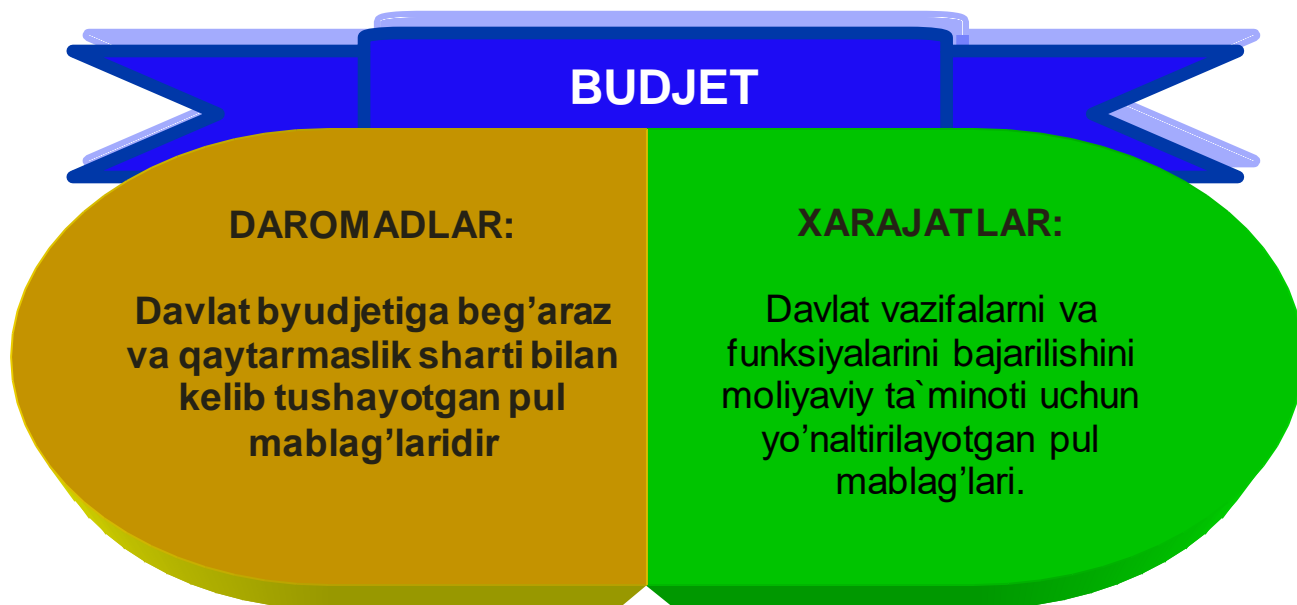 BUDJET
DAROMADLAR:
Davlat byudjetiga beg’araz
va qaytarmaslik sharti bilan
kelib tushayotgan pul
mablag’laridir
XARAJATLAR:
Davlat vazifalarni va
funksiyalarini bajarilishini
moliyaviy ta`minoti uchun
yo’naltirilayotgan pul
mablag’lari.